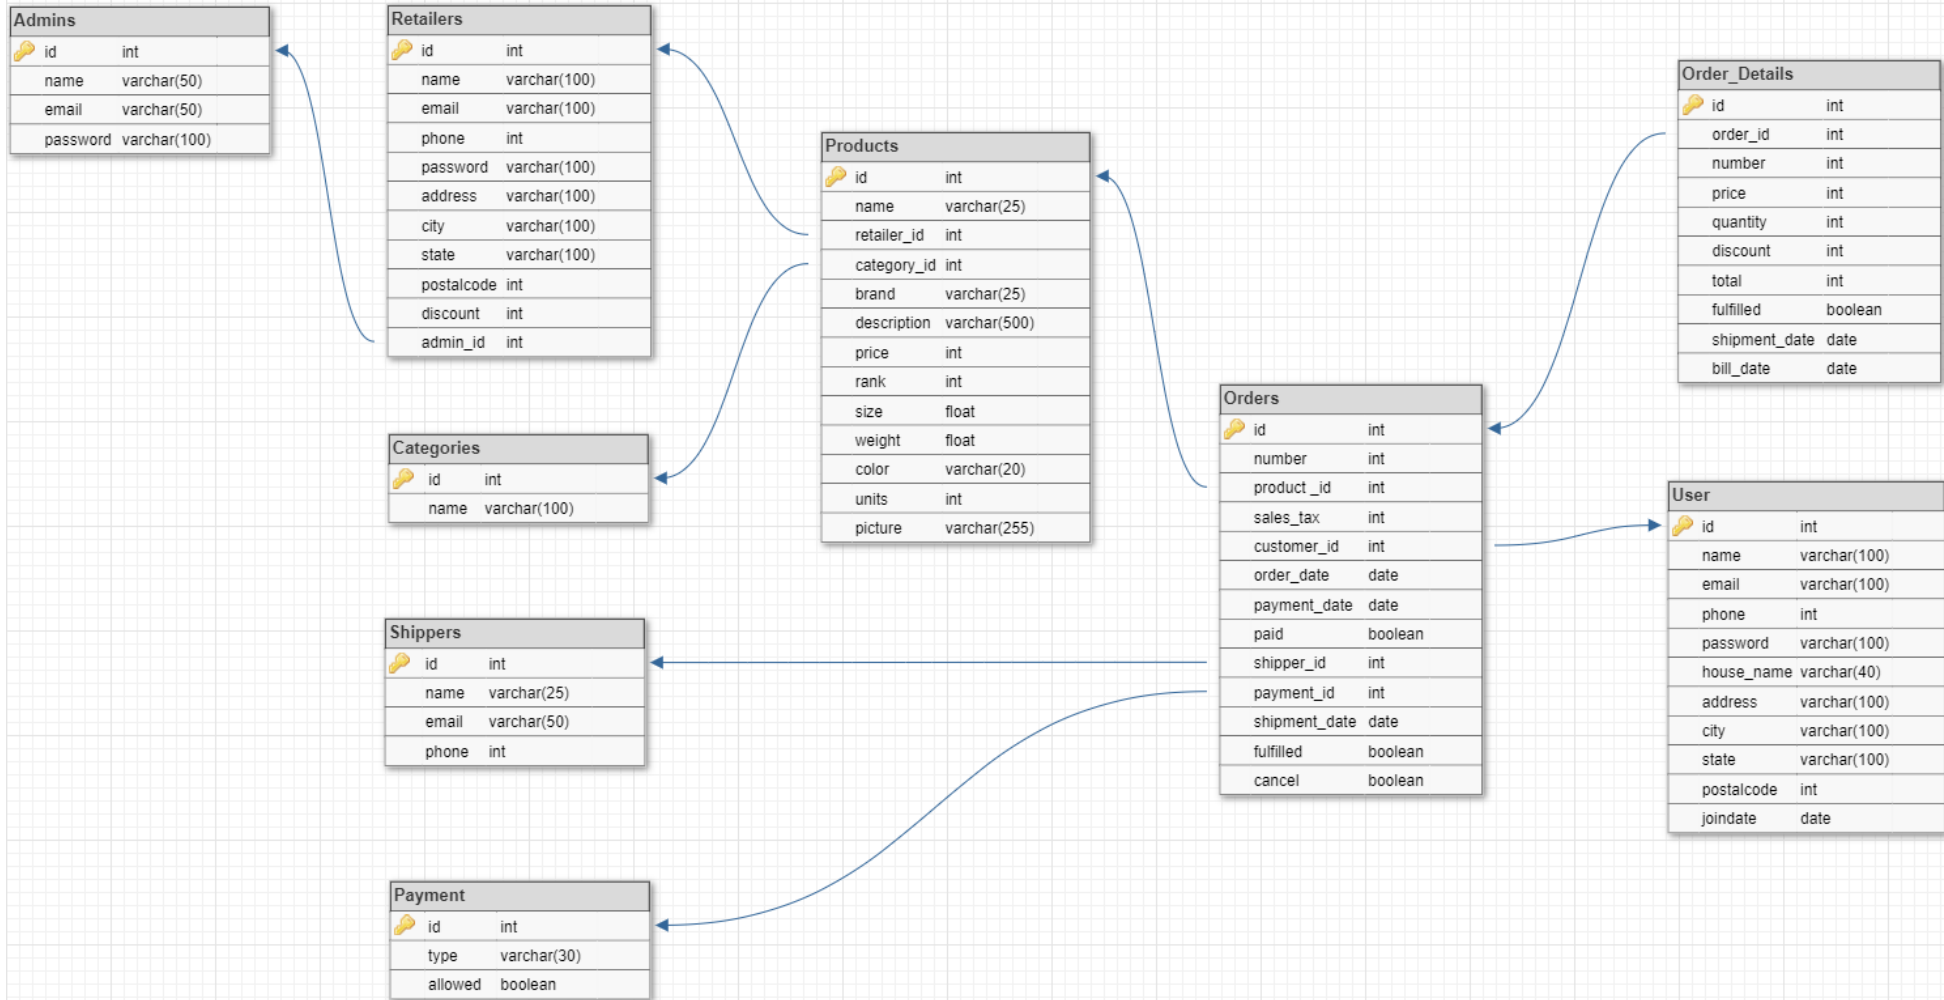 Admins
id int
name varchar(50)
email varchar(50)
password varchar(100)
Retailers
id int
name varchar(100)
email varchar(100)
phone int
password varchar(100)
address varchar(100)
city varchar(100)
state varchar(100)
postalcode int
discount int
admin_id int
Categories
id int
name varchar(100)
Shippers
id int
name varchar(25)
email varchar(50)
phone int
Payment
id int
type varchar(30)
allowed boolean
Products
id int
name varchar(25)
retailer_id int
category_id int
brand varchar(25)
description varchar(500)
price int
rank int
size float
weight float
color varchar(20)
units int
picture varchar(255)
Orders
id int
number int
product _id int
sales_tax int
customer_id int
order_date date
payment_date date
paid boolean
shipper_id int
payment_id int
shipment_date date
fulfilled boolean
cancel boolean
Order_Details
id int
order_id int
number int
price int
quantity int
discount int
total int
fulfilled boolean
shipment_date date
bill_date date
User
id int
name varchar(100)
email varchar(100)
phone int
password varchar(100)
house_name varchar(40)
address varchar(100)
city varchar(100)
state varchar(100)
postalcode int
joindate date